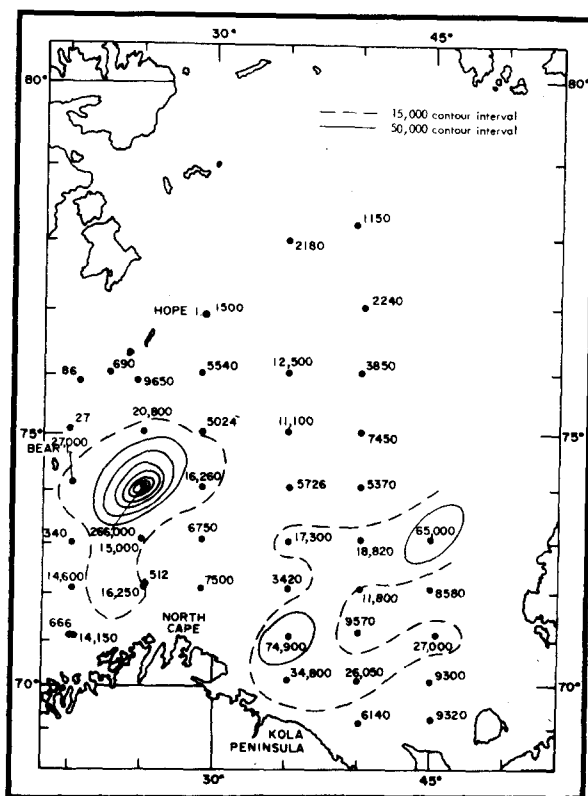 30° 45°
80° 80°
15,000 contour interval
50,000 contour interval
1150
2180
HOPE I. 1500
2240
690 5540 12,500 3850
86 9650
27 20,800 5024 11,100 7450
75° 75°
27,000
BEAR
16,260 5726 5370
65,000
340 266,000 6750 17,300 18,820
15,000
14,600 512 3420
16,250 7500 11,800 8580
666 14,150 NORTH
CAPE
9570
74,900 27,000
34,800 26,050 9300
70° 70°
6140 9320
KOLA
PENINSULA
30° 45°